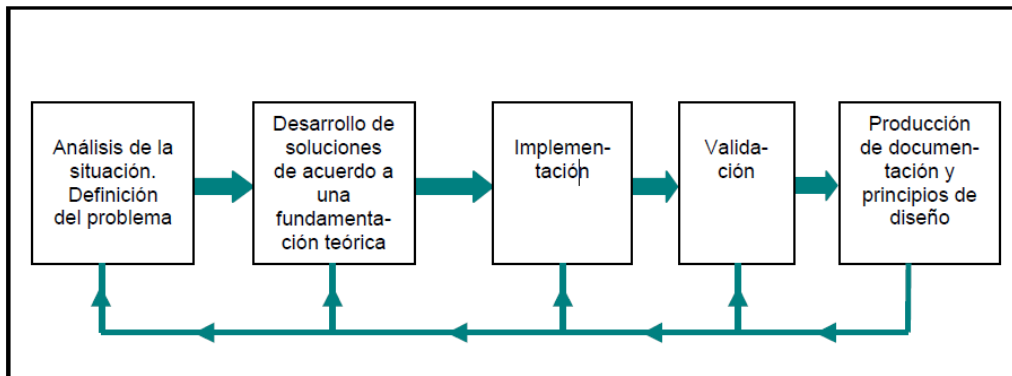 Análisis de la
situación.
Definición
del problema
Desarrollo de
soluciones
de acuerdo a
una
fundamenta-
ción teórica
Implemen-
tación
Valida-
ción
Producción
de documen-
tación y
principios de
diseño